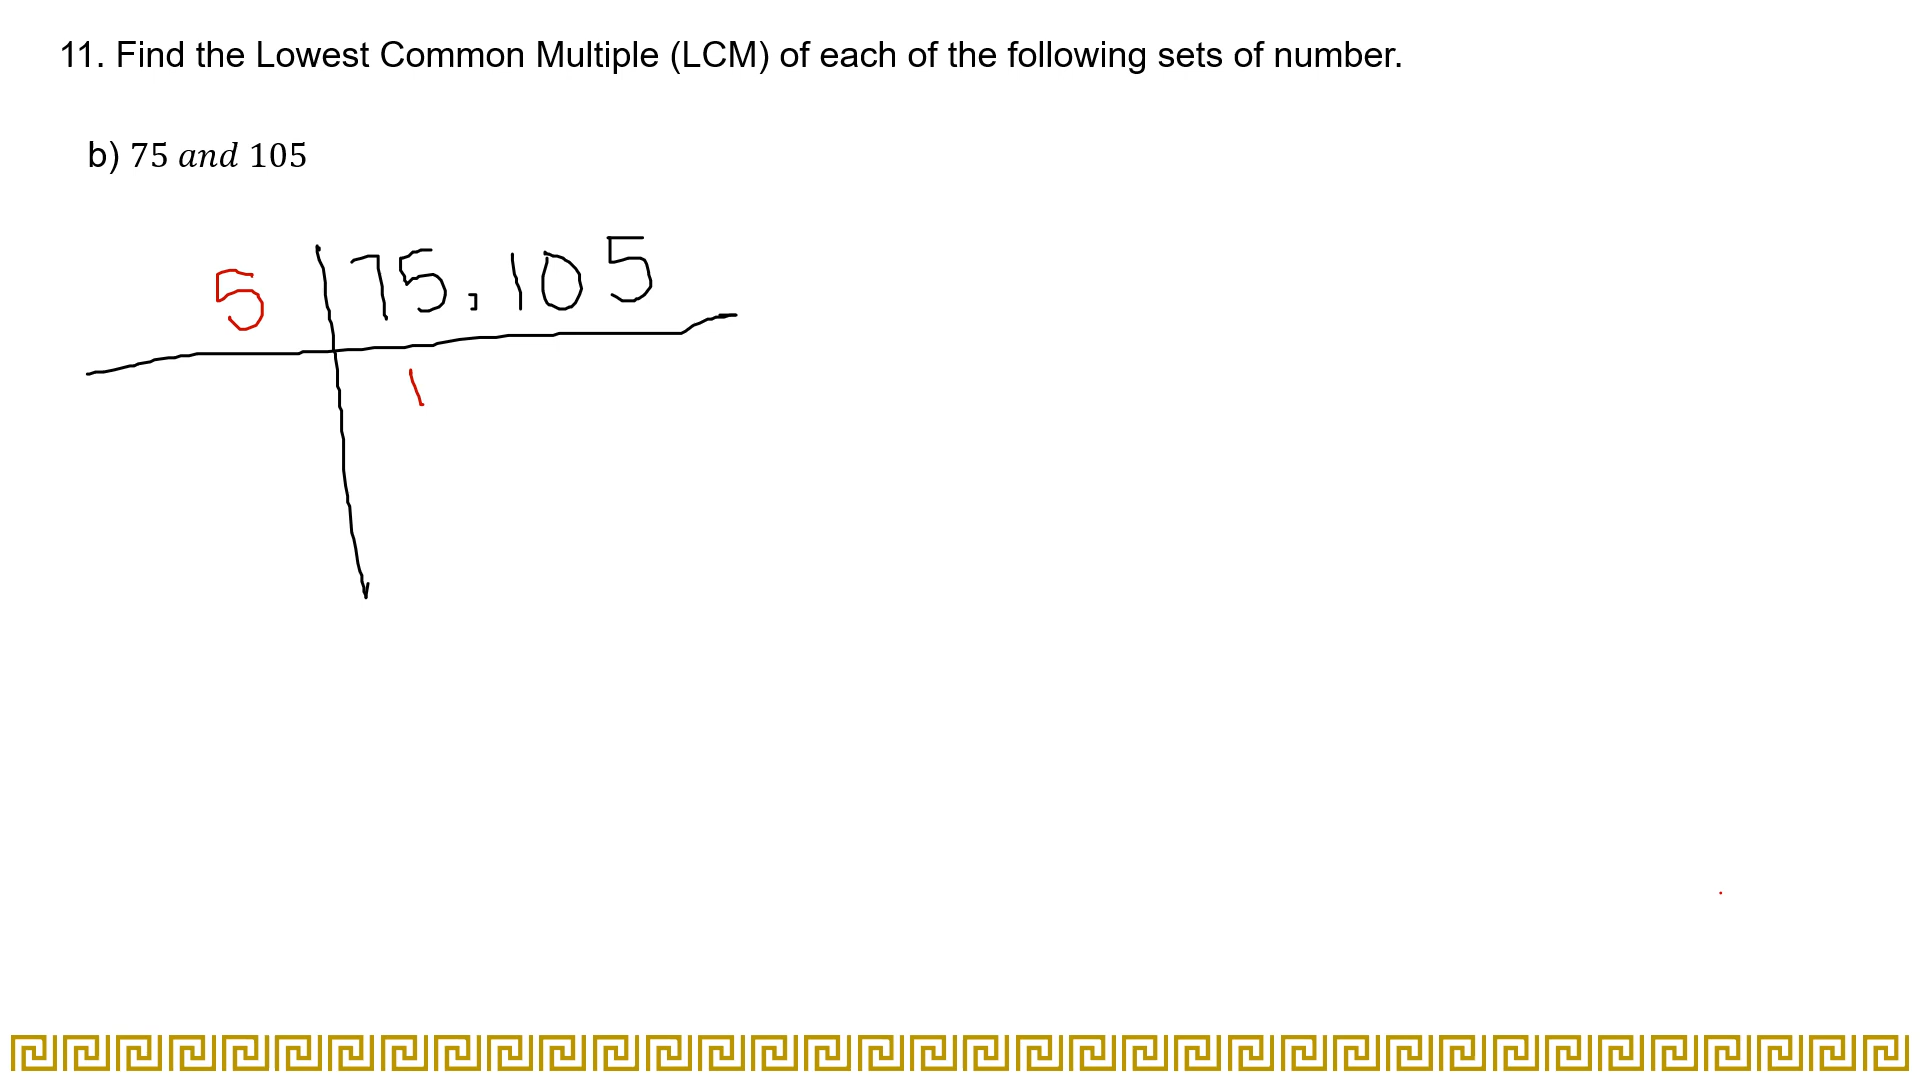 11. Find the Lowest Common Multiple (LCM) of each of the following sets of number.
b) 75 and 105
5 75,105
1